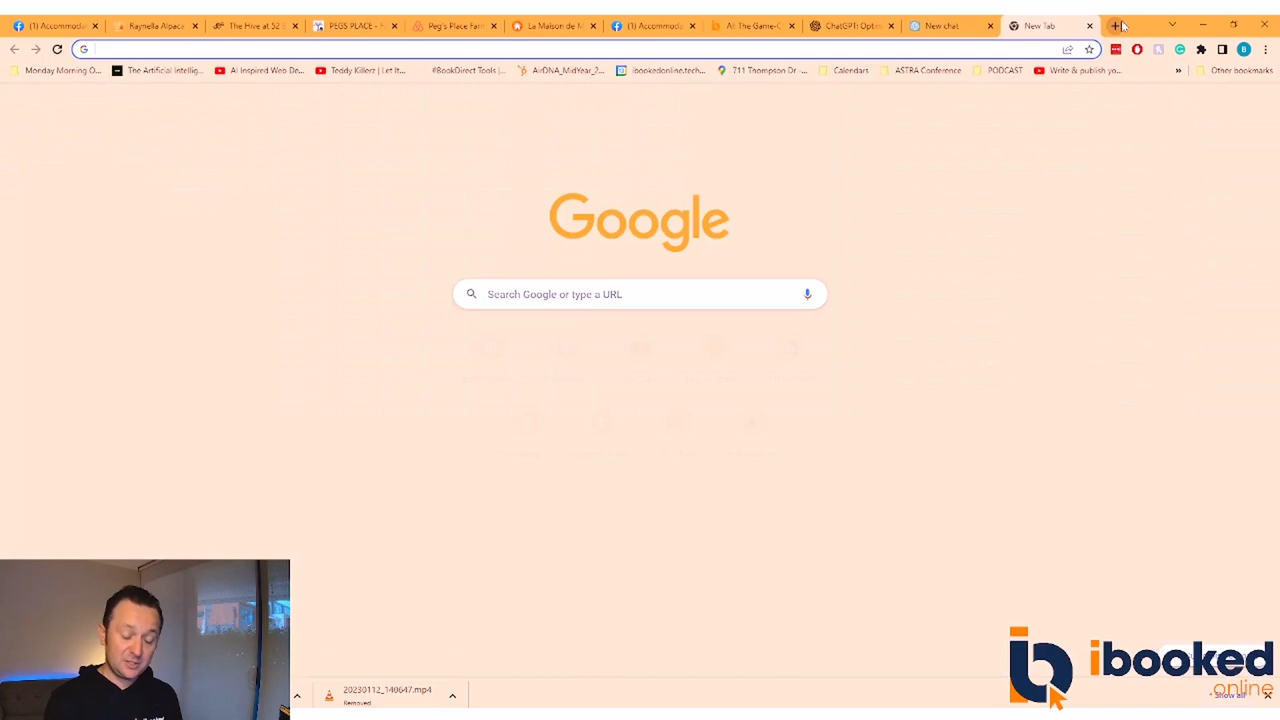 (1) Accommoda
Raynella Alpaca
The Hive at 52 E
PEGS PLACE - F
Peg's Place Farm
La Maison de M
(1) Accommoda
AI: The Game-C
ChatGPT: Optim
New chat
New Tab
Monday Morning O...
The Artificial Intellig...
AI Inspired Web De...
Teddy Killerz | Let It...
#BookDirect Tools |...
AirDNA_MidYear_2...
ibookedonline.tech...
711 Thompson Dr -...
Calendars
ASTRA Conference
PODCAST
Write & publish yo...
»
Other bookmarks
Google
Search Google or type a URL
20230112_140647.mp4
Removed
ibooked
online
Show all